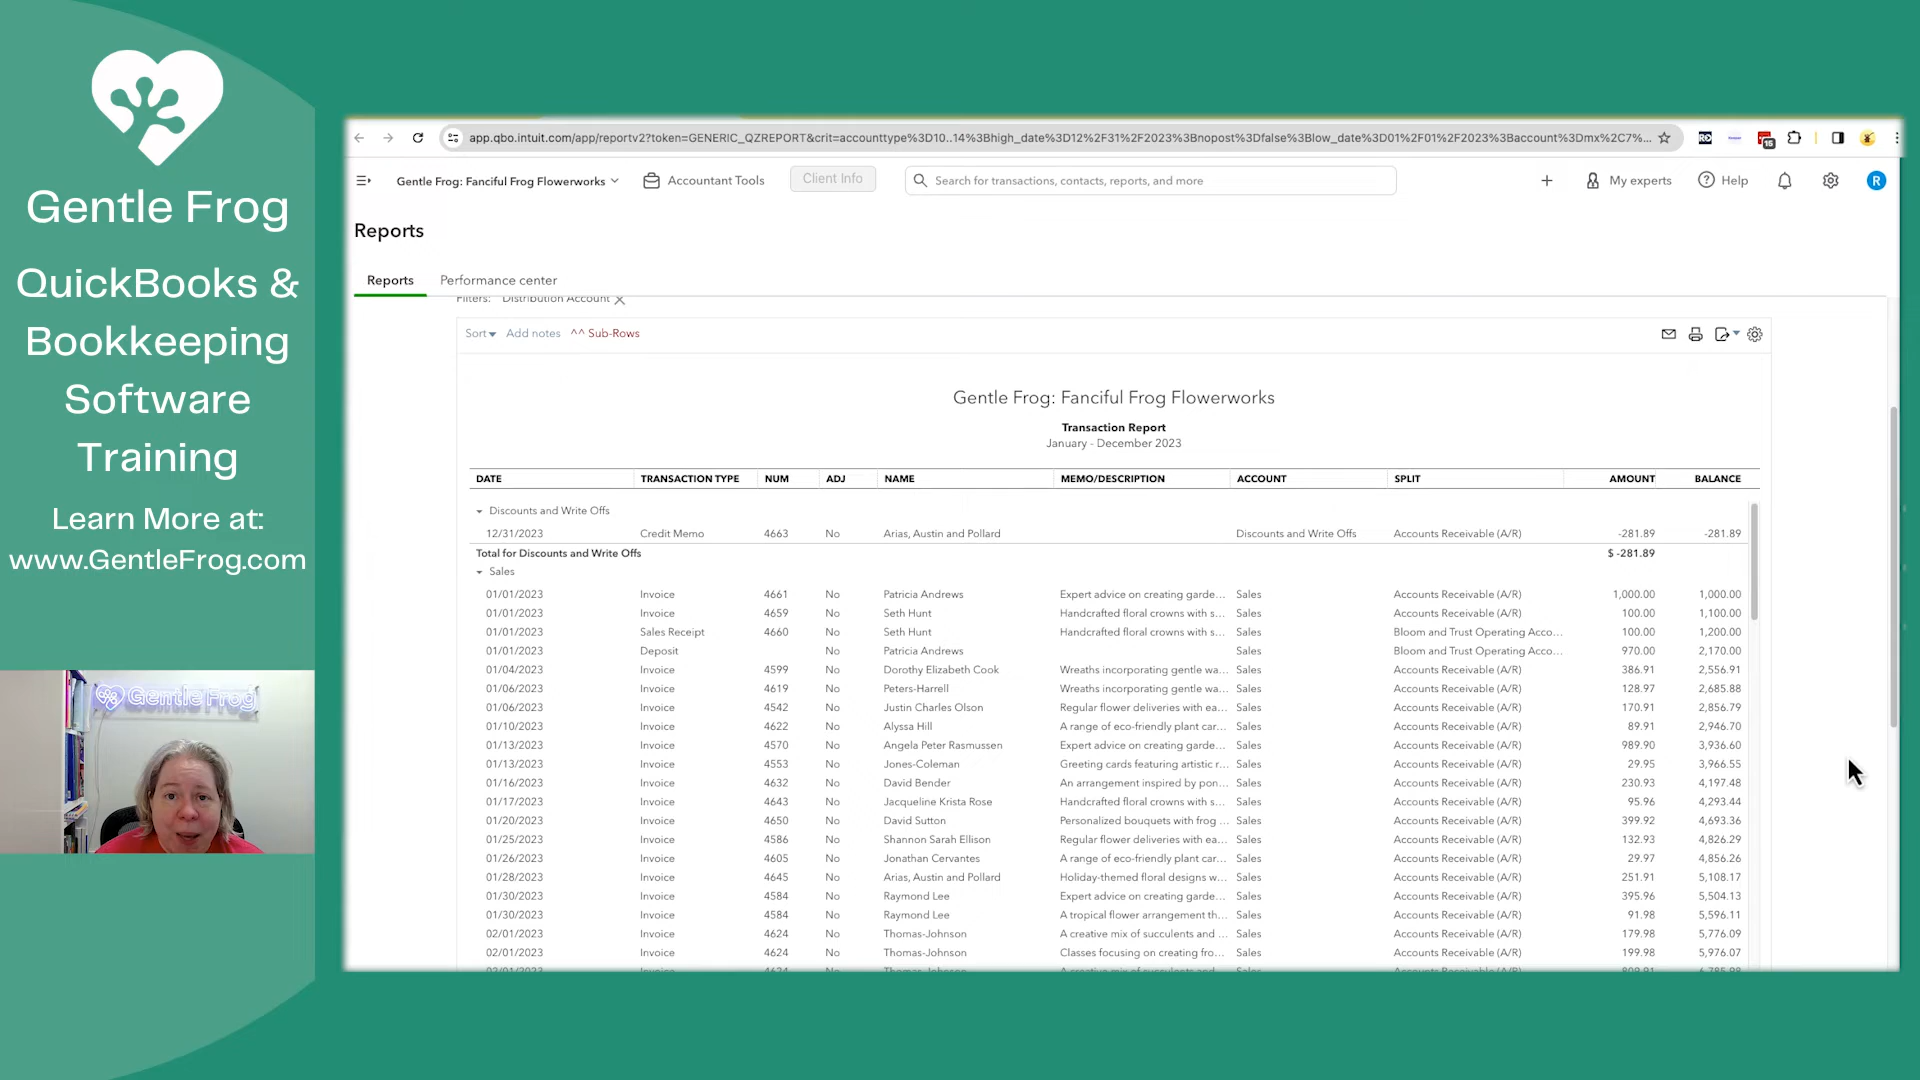 Gentle Frog
QuickBooks &
Bookkeeping
Software
Training
Learn More at:
www.GentleFrog.com
Gentle Frog
app.qbo.intuit.com/app/reportv2?token=GENERIC_QZREPORT&crit=accounttype%3D10..14%3Bhigh_date%3D12%2F31%2F2023%3Bnopost%3Dfalse%3Blow_date%3D01%2F01%2F2023%3Baccount%3Dmx%2C7%...
15
Gentle Frog: Fanciful Frog Flowerworks Accountant Tools Client Info Search for transactions, contacts, reports, and more My experts Help R
Reports
Reports Performance center
Filters: Distribution Account
Sort Add notes ^^ Sub-Rows
Gentle Frog: Fanciful Frog Flowerworks
Transaction Report
January - December 2023
DATE TRANSACTION TYPE NUM ADJ NAME MEMO/DESCRIPTION ACCOUNT SPLIT AMOUNT BALANCE
Discounts and Write Offs
12/31/2023 Credit Memo 4663 No Arias, Austin and Pollard Discounts and Write Offs Accounts Receivable (A/R) -281.89 -281.89
Total for Discounts and Write Offs $ -281.89
Sales
01/01/2023 Invoice 4661 No Patricia Andrews Expert advice on creating garde... Sales Accounts Receivable (A/R) 1,000.00 1,000.00
01/01/2023 Invoice 4659 No Seth Hunt Handcrafted floral crowns with s... Sales Accounts Receivable (A/R) 100.00 1,100.00
01/01/2023 Sales Receipt 4660 No Seth Hunt Handcrafted floral crowns with s... Sales Bloom and Trust Operating Acco... 100.00 1,200.00
01/01/2023 Deposit No Patricia Andrews Sales Bloom and Trust Operating Acco... 970.00 2,170.00
01/04/2023 Invoice 4599 No Dorothy Elizabeth Cook Wreaths incorporating gentle wa... Sales Accounts Receivable (A/R) 386.91 2,556.91
01/06/2023 Invoice 4619 No Peters-Harrell Wreaths incorporating gentle wa... Sales Accounts Receivable (A/R) 128.97 2,685.88
01/06/2023 Invoice 4542 No Justin Charles Olson Regular flower deliveries with ea... Sales Accounts Receivable (A/R) 170.91 2,856.79
01/10/2023 Invoice 4622 No Alyssa Hill A range of eco-friendly plant car... Sales Accounts Receivable (A/R) 89.91 2,946.70
01/13/2023 Invoice 4570 No Angela Peter Rasmussen Expert advice on creating garde... Sales Accounts Receivable (A/R) 989.90 3,936.60
01/13/2023 Invoice 4553 No Jones-Coleman Greeting cards featuring artistic r... Sales Accounts Receivable (A/R) 29.95 3,966.55
01/16/2023 Invoice 4632 No David Bender An arrangement inspired by pon... Sales Accounts Receivable (A/R) 230.93 4,197.48
01/17/2023 Invoice 4643 No Jacqueline Krista Rose Handcrafted floral crowns with s... Sales Accounts Receivable (A/R) 95.96 4,293.44
01/20/2023 Invoice 4650 No David Sutton Personalized bouquets with frog ... Sales Accounts Receivable (A/R) 399.92 4,693.36
01/25/2023 Invoice 4586 No Shannon Sarah Ellison Regular flower deliveries with ea... Sales Accounts Receivable (A/R) 132.93 4,826.29
01/26/2023 Invoice 4605 No Jonathan Cervantes A range of eco-friendly plant car... Sales Accounts Receivable (A/R) 29.97 4,856.26
01/28/2023 Invoice 4645 No Arias, Austin and Pollard Holiday-themed floral designs w... Sales Accounts Receivable (A/R) 251.91 5,108.17
01/30/2023 Invoice 4584 No Raymond Lee Expert advice on creating garde... Sales Accounts Receivable (A/R) 395.96 5,504.13
01/30/2023 Invoice 4584 No Raymond Lee A tropical flower arrangement th... Sales Accounts Receivable (A/R) 91.98 5,596.11
02/01/2023 Invoice 4624 No Thomas-Johnson A creative mix of succulents and ... Sales Accounts Receivable (A/R) 179.98 5,776.09
02/01/2023 Invoice 4624 No Thomas-Johnson Classes focusing on creating fro... Sales Accounts Receivable (A/R) 199.98 5,976.07